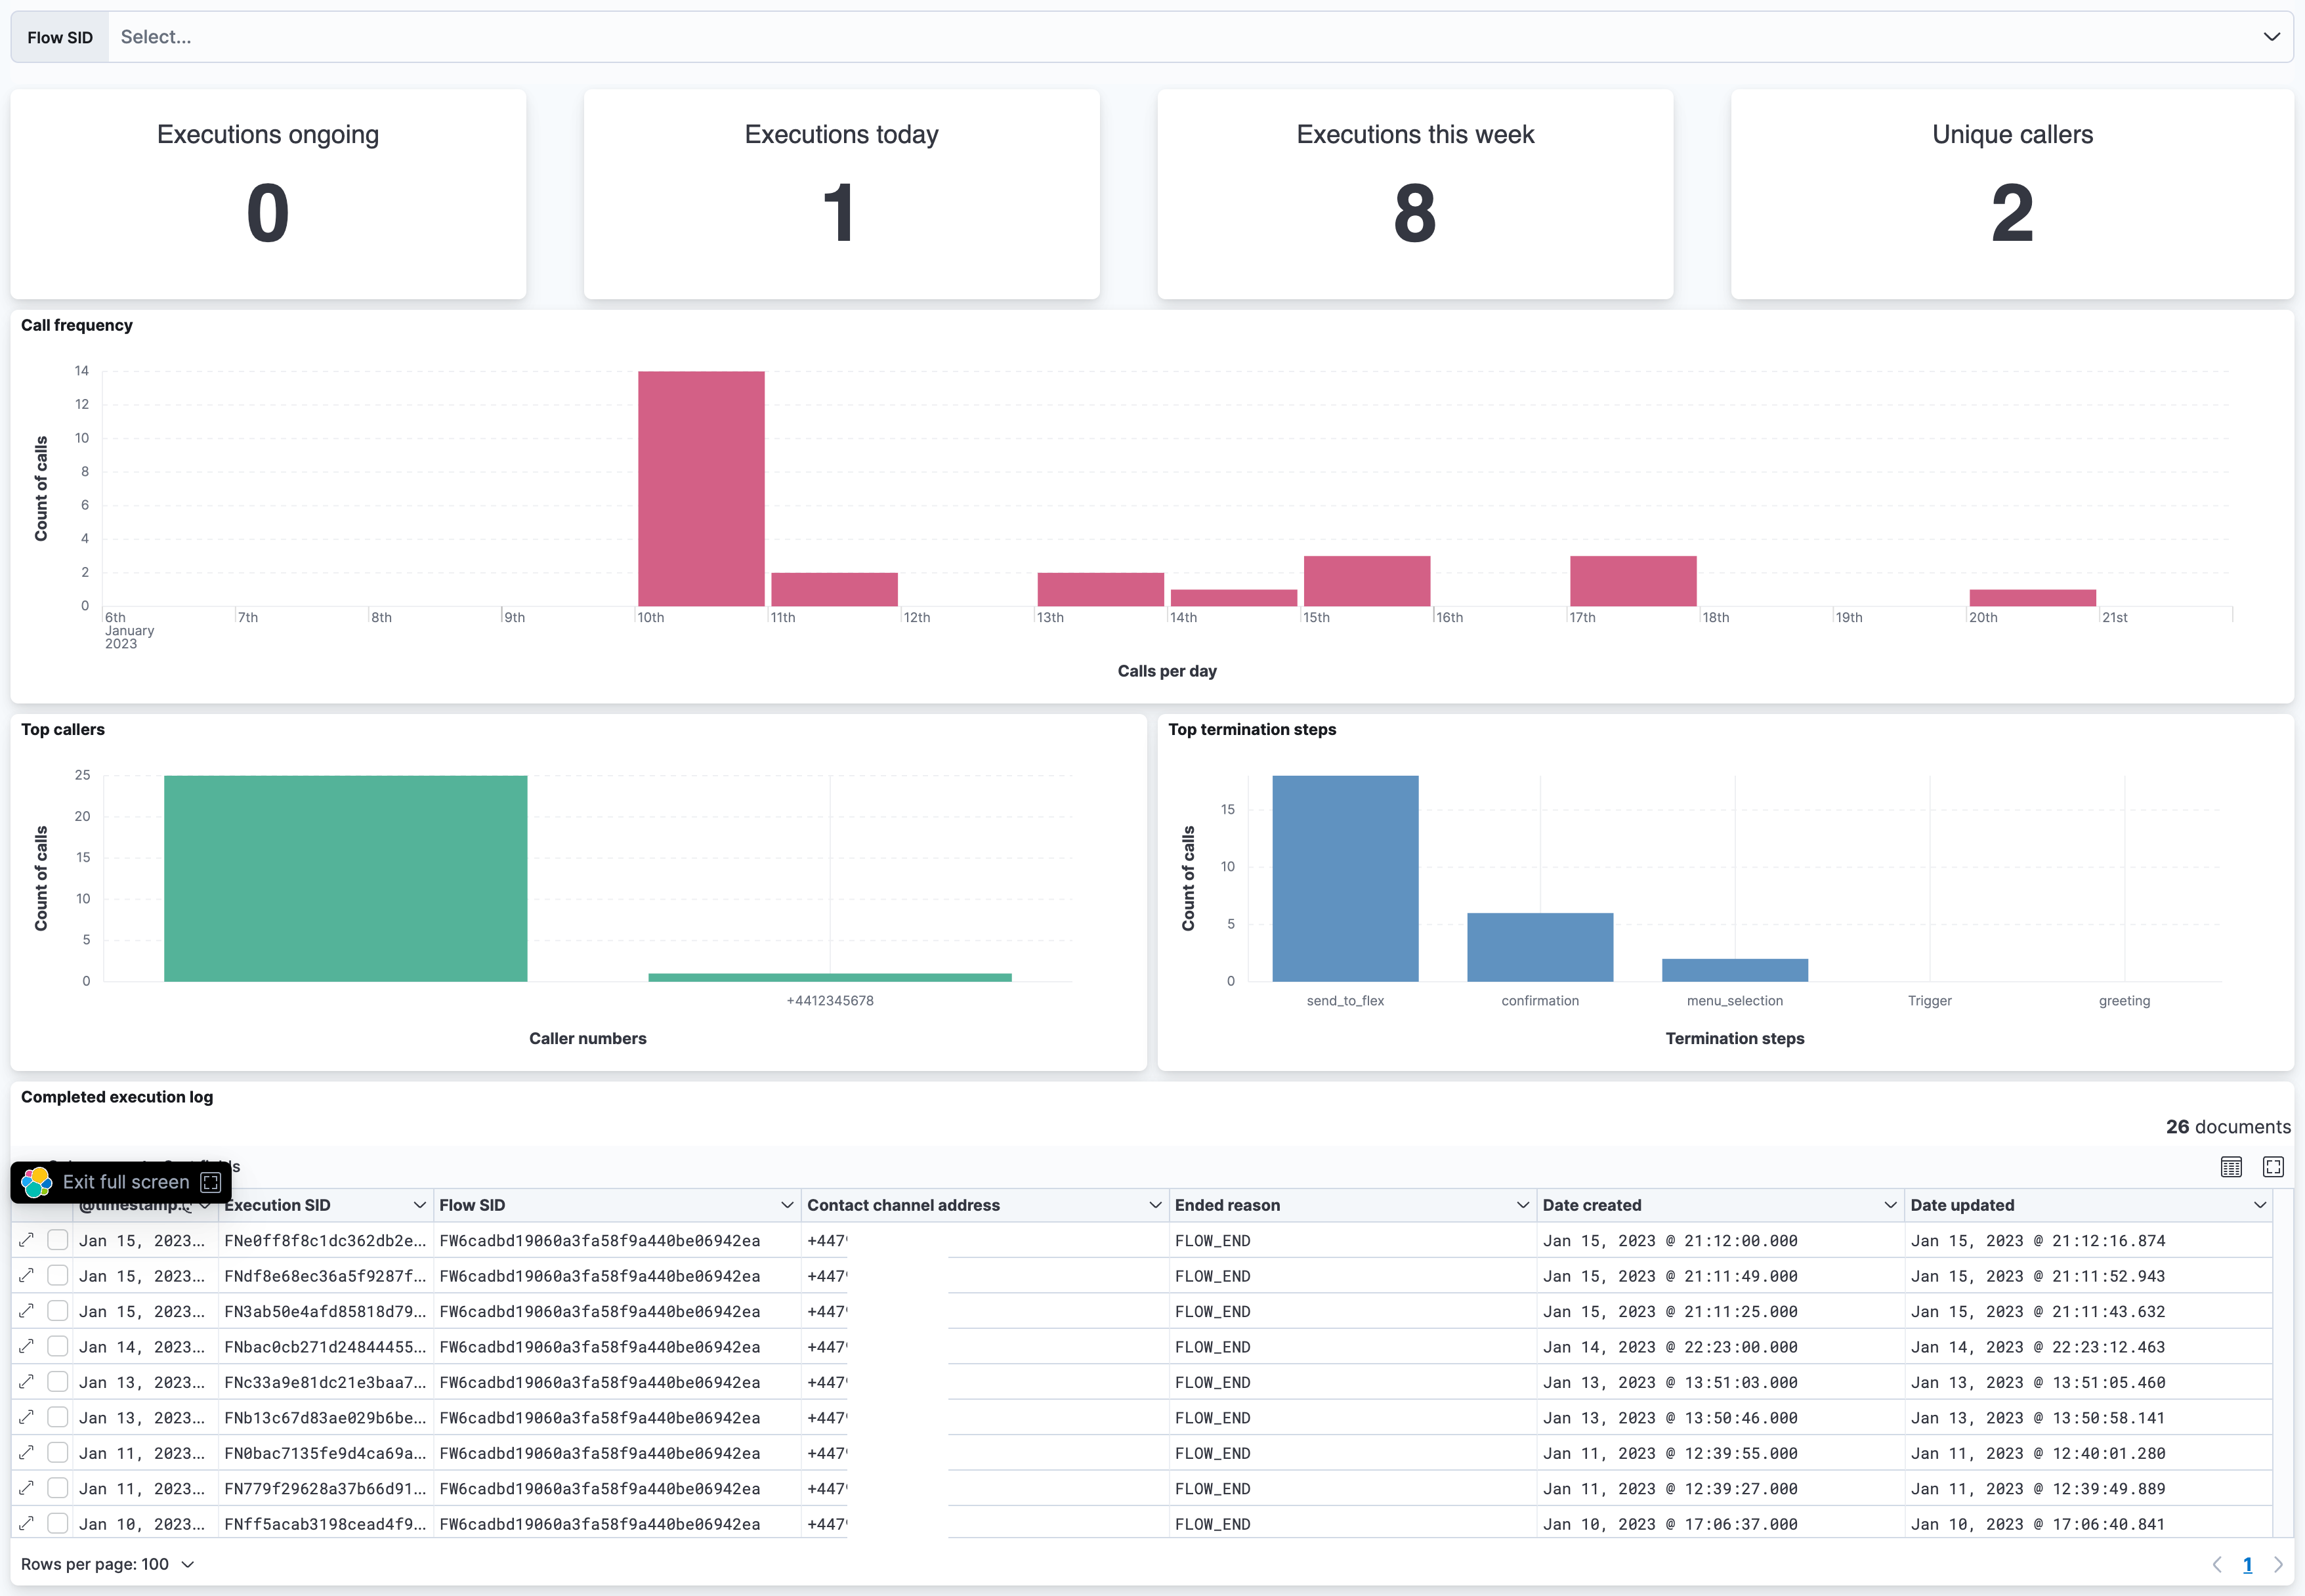 Flow SID Select...
Executions ongoing Executions today Executions this week Unique callers
0 1 8 2
Call frequency
14
12
10
8
6
4
2
0
Count of calls
6th 7th 8th 9th 10th 11th 12th 13th 14th 15th 16th 17th 18th 19th 20th 21st
January
2023
Calls per day
Top callers
25
20
15
10
5
0
Count of calls
+4412345678
Caller numbers
Top termination steps
15
10
5
0
Count of calls
send_to_flex confirmation menu_selection Trigger greeting
Termination steps
Completed execution log
26 documents
Exit full screen
@timestamp... Execution SID Flow SID Contact channel address Ended reason Date created Date updated
Jan 15, 2023... FNe0ff8f8c1dc362db2e... FW6cadbd19060a3fa58f9a440be06942ea +447 FLOW_END Jan 15, 2023 @ 21:12:00.000 Jan 15, 2023 @ 21:12:16.874
Jan 15, 2023... FNdf8e68ec36a5f9287f... FW6cadbd19060a3fa58f9a440be06942ea +447 FLOW_END Jan 15, 2023 @ 21:11:49.000 Jan 15, 2023 @ 21:11:52.943
Jan 15, 2023... FN3ab50e4afd85818d79... FW6cadbd19060a3fa58f9a440be06942ea +447 FLOW_END Jan 15, 2023 @ 21:11:25.000 Jan 15, 2023 @ 21:11:43.632
Jan 14, 2023... FNbac0cb271d24844455... FW6cadbd19060a3fa58f9a440be06942ea +447 FLOW_END Jan 14, 2023 @ 22:23:00.000 Jan 14, 2023 @ 22:23:12.463
Jan 13, 2023... FNc33a9e81dc21e3baa7... FW6cadbd19060a3fa58f9a440be06942ea +447 FLOW_END Jan 13, 2023 @ 13:51:03.000 Jan 13, 2023 @ 13:51:05.460
Jan 13, 2023... FNb13c67d83ae029b6be... FW6cadbd19060a3fa58f9a440be06942ea +447 FLOW_END Jan 13, 2023 @ 13:50:46.000 Jan 13, 2023 @ 13:50:58.141
Jan 11, 2023... FN0bac7135fe9d4ca69a... FW6cadbd19060a3fa58f9a440be06942ea +447 FLOW_END Jan 11, 2023 @ 12:39:55.000 Jan 11, 2023 @ 12:40:01.280
Jan 11, 2023... FN779f29628a37b66d91... FW6cadbd19060a3fa58f9a440be06942ea +447 FLOW_END Jan 11, 2023 @ 12:39:27.000 Jan 11, 2023 @ 12:39:49.889
Jan 10, 2023... FNff5acab3198cead4f9... FW6cadbd19060a3fa58f9a440be06942ea +447 FLOW_END Jan 10, 2023 @ 17:06:37.000 Jan 10, 2023 @ 17:06:40.841
Rows per page: 100 1